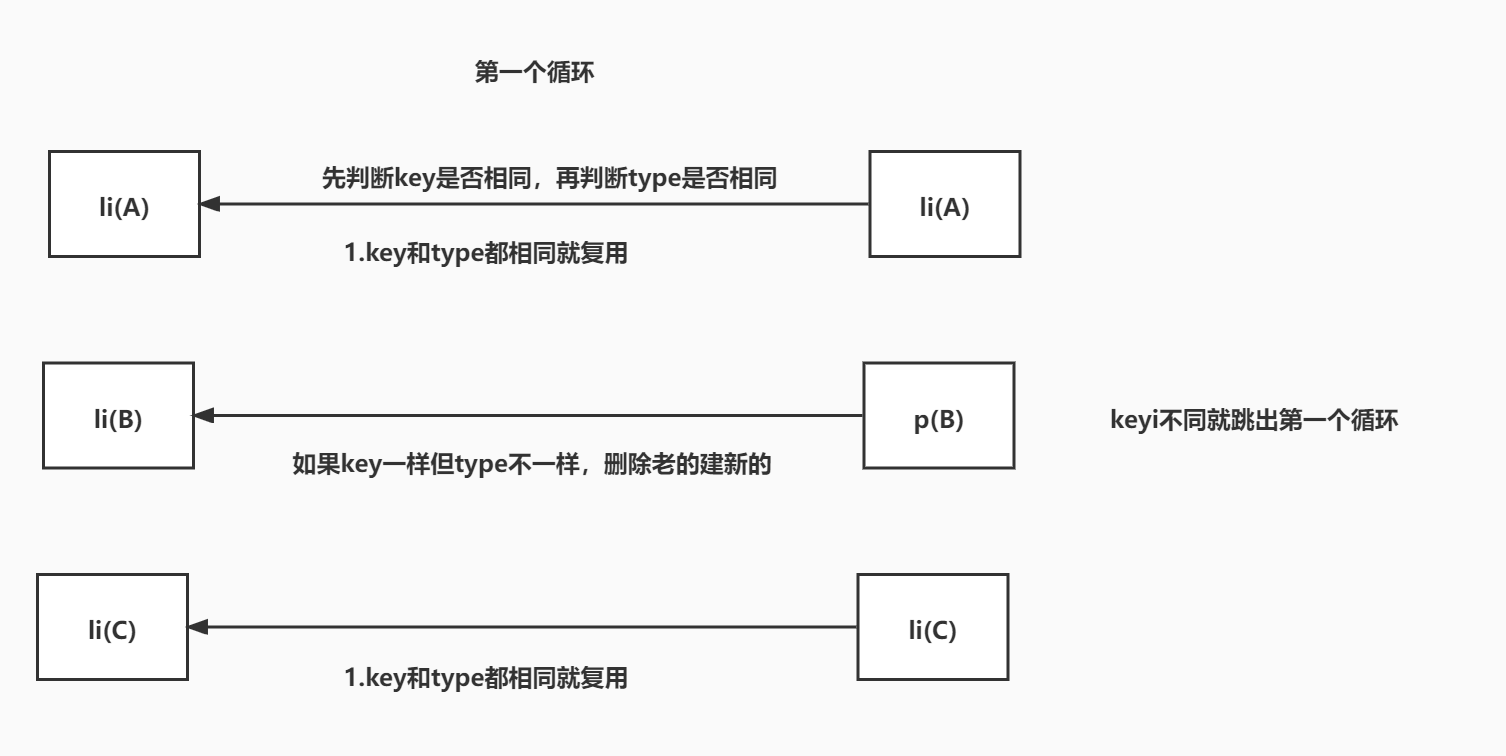 第一个循环
先判断key是否相同，再判断type是否相同
li(A)
li(A)
1.key和type都相同就复用
li(B)
p(B)
keyi不同就跳出第一个循环
如果key一样但type不一样，删除老的建新的
li(C)
li(C)
1.key和type都相同就复用